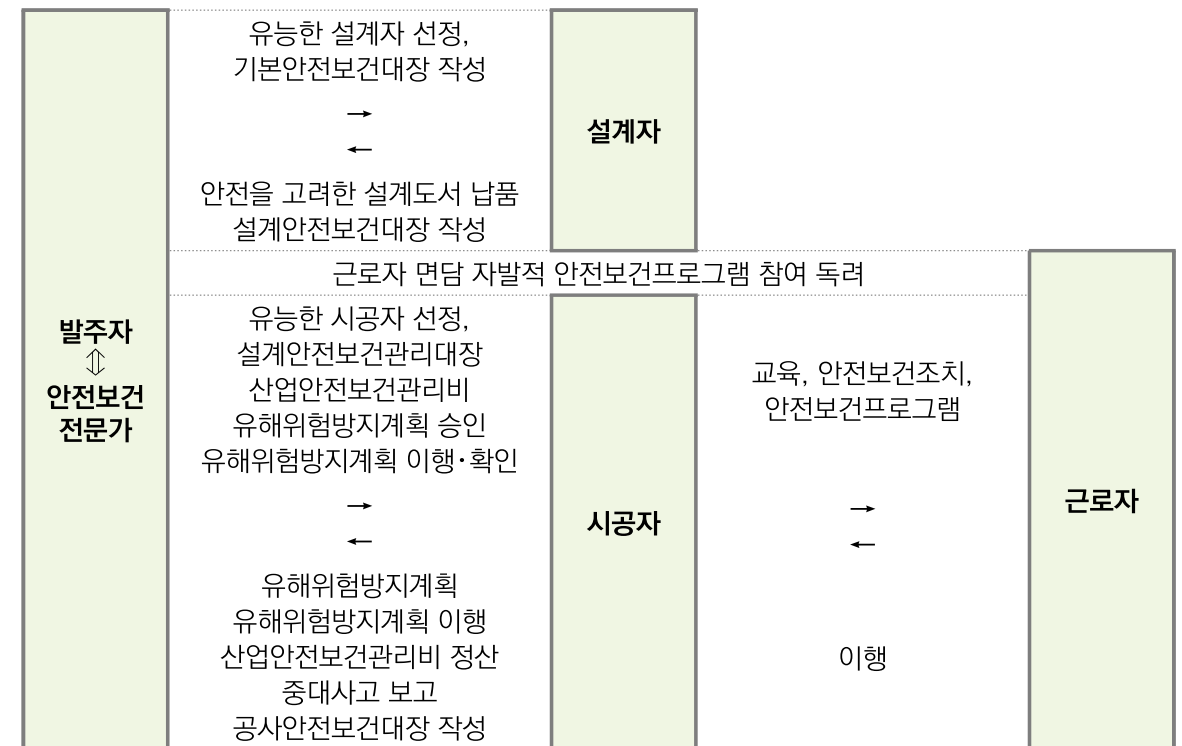 발주자
⇕
안전보건
전문가
유능한 설계자 선정,
기본안전보건대장 작성
→
←
안전을 고려한 설계도서 납품
설계안전보건대장 작성
설계자
근로자 면담 자발적 안전보건프로그램 참여 독려
유능한 시공자 선정,
설계안전보건관리대장
산업안전보건관리비
유해위험방지계획 승인
유해위험방지계획 이행·확인
→
←
유해위험방지계획
유해위험방지계획 이행
산업안전보건관리비 정산
중대사고 보고
공사안전보건대장 작성
시공자
교육, 안전보건조치,
안전보건프로그램
→
←
이행
근로자